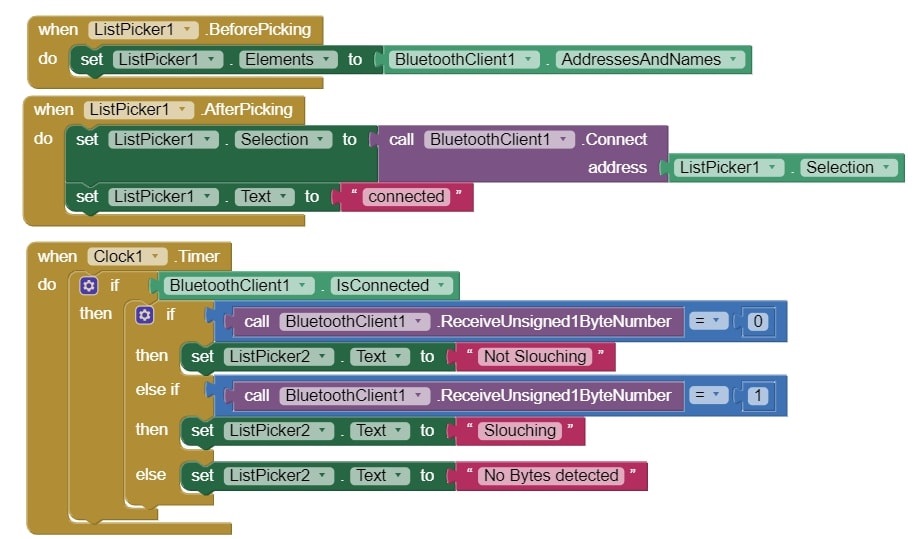 when ListPicker1 .BeforePicking
do set ListPicker1 . Elements to BluetoothClient1 . AddressesAndNames
when ListPicker1 .AfterPicking
do set ListPicker1 . Selection to call BluetoothClient1 .Connect
address ListPicker1 . Selection
set ListPicker1 . Text to “ connected ”
when Clock1 .Timer
do if BluetoothClient1 . IsConnected
then if call BluetoothClient1 .ReceiveUnsigned1ByteNumber = 0
then set ListPicker2 . Text to “ Not Slouching ”
else if call BluetoothClient1 .ReceiveUnsigned1ByteNumber = 1
then set ListPicker2 . Text to “ Slouching ”
else set ListPicker2 . Text to “ No Bytes detected ”